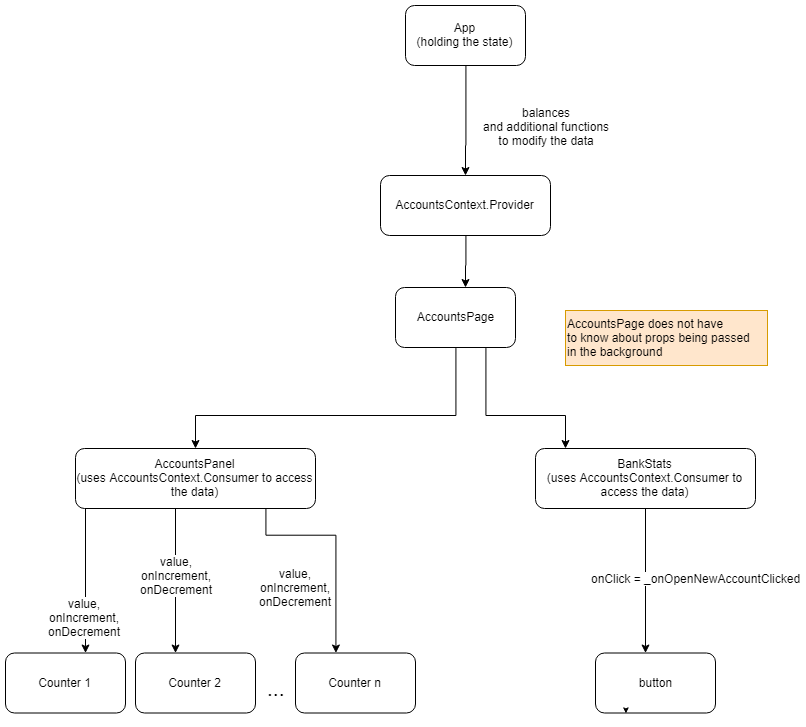 App
(holding the state)
balances
and additional functions
to modify the data
AccountsContext.Provider
AccountsPage
AccountsPage does not have
to know about props being passed
in the background
AccountsPanel
(uses AccountsContext.Consumer to access
the data)
BankStats
(uses AccountsContext.Consumer to
access the data)
value,
onIncrement,
onDecrement
value,
onIncrement,
onDecrement
value,
onIncrement,
onDecrement
onClick = _onOpenNewAccountClicked
Counter 1
Counter 2
...
Counter n
button